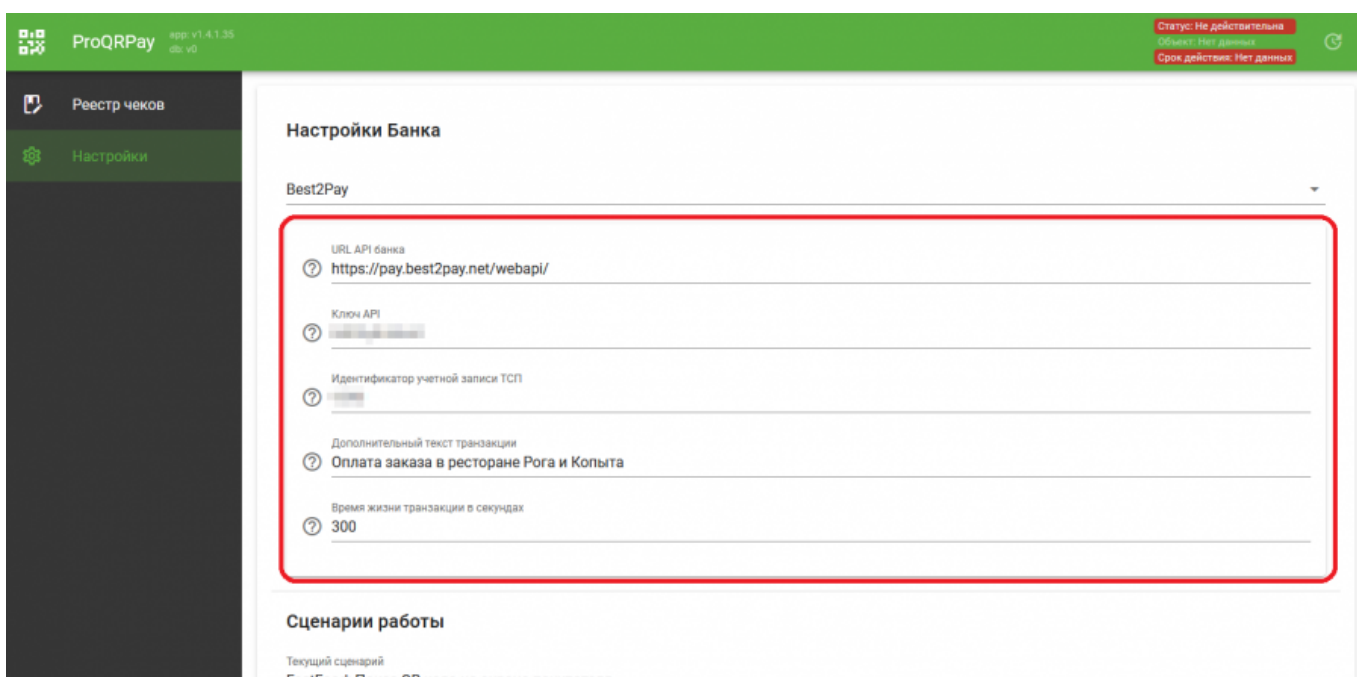 ProQRPay
app: v1.4.1.35
db: v0
Статус: Не действительна
Объект: Нет данных
Срок действия: Нет данных
Реестр чеков
Настройки
Настройки Банка
Best2Pay
URL API банка
https://pay.best2pay.net/webapi/
Ключ API
Идентификатор учетной записи ТСП
Дополнительный текст транзакции
Оплата заказа в ресторане Рога и Копыта
Время жизни транзакции в секундах
300
Сценарии работы
Текущий сценарий